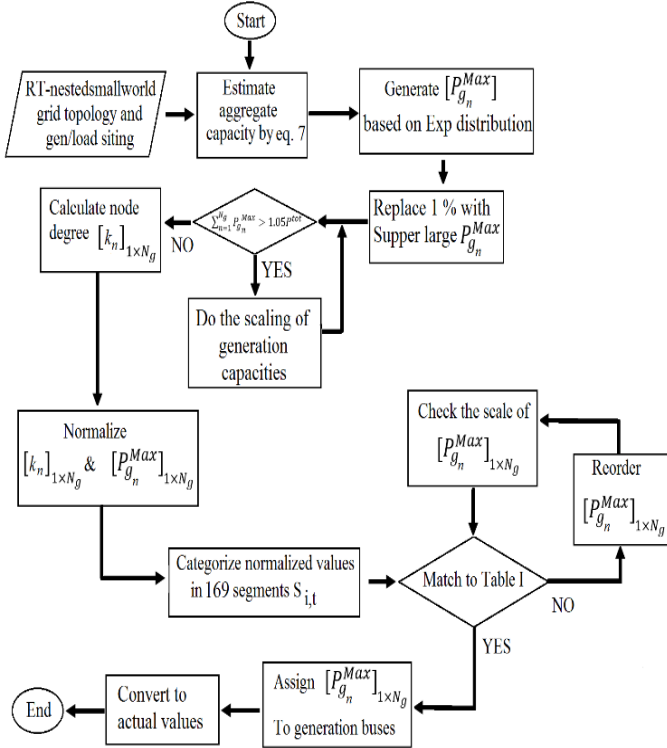 Start
RT-nestedsmallworld
grid topology and
gen/load siting
Estimate
aggregate
capacity by eq. 7
Generate [P_{g_n}^{Max}]
based on Exp distribution
Replace 1 % with
Supper large P_{g_n}^{Max}
∑_{n=1}^{N_g} P_{g_n}^{Max} > 1.05P^{tot}
NO
YES
Calculate node
degree [k_n]_{1×N_g}
Do the scaling of
generation
capacities
Normalize
[k_n]_{1×N_g} & [P_{g_n}^{Max}]_{1×N_g}
Categorize normalized values
in 169 segments S_{i,t}
Match to Table I
NO
YES
Reorder
[P_{g_n}^{Max}]_{1×N_g}
Check the scale of
[P_{g_n}^{Max}]_{1×N_g}
Assign [P_{g_n}^{Max}]_{1×N_g}
To generation buses
Convert to
actual values
End